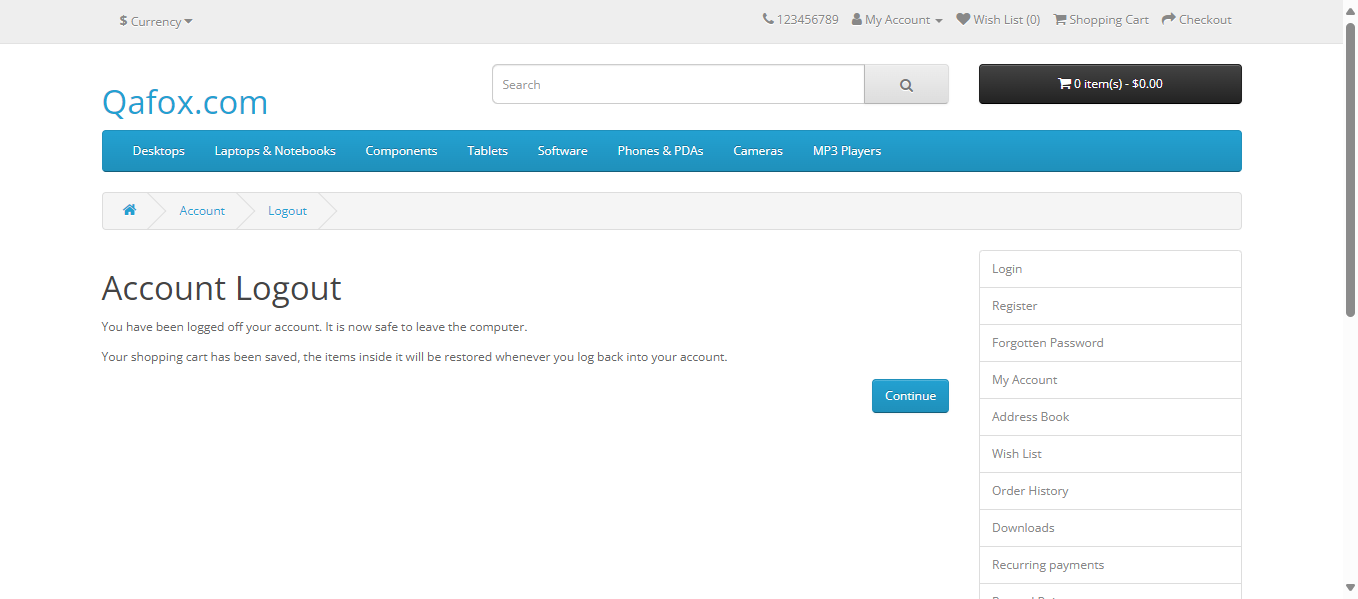 $ Currency
123456789 My Account Wish List (0) Shopping Cart Checkout
Qafox.com
Search
0 item(s) - $0.00
Desktops Laptops & Notebooks Components Tablets Software Phones & PDAs Cameras MP3 Players
Account Logout
Account Logout
You have been logged off your account. It is now safe to leave the computer.
Your shopping cart has been saved, the items inside it will be restored whenever you log back into your account.
Continue
Login
Register
Forgotten Password
My Account
Address Book
Wish List
Order History
Downloads
Recurring payments